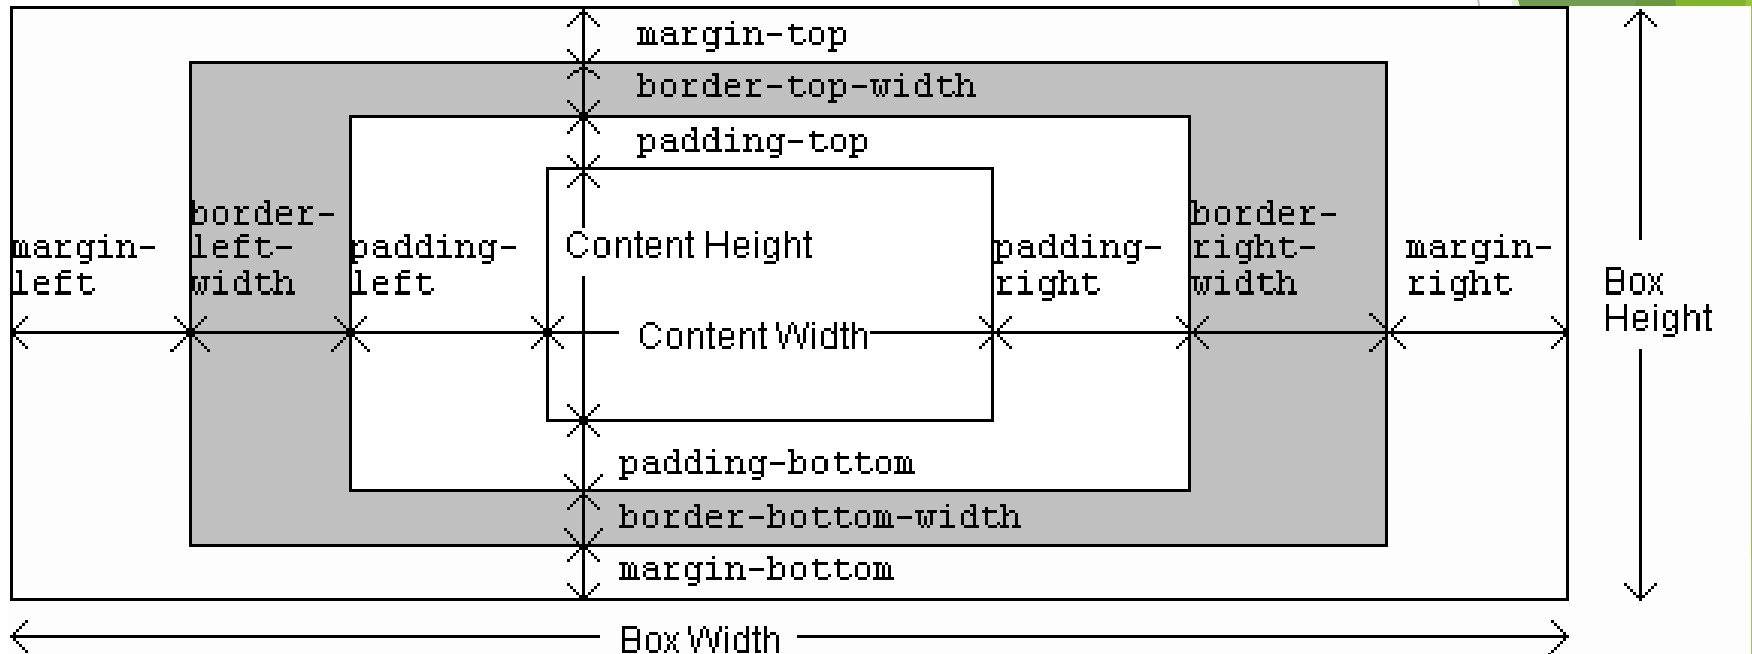 margin-top
border-top-width
padding-top
margin-
left
border-
left-
width
padding-
left
Content Height
Content Width
padding-
right
border-
right-
width
margin-
right
Box
Height
padding-bottom
border-bottom-width
margin-bottom
Box Width